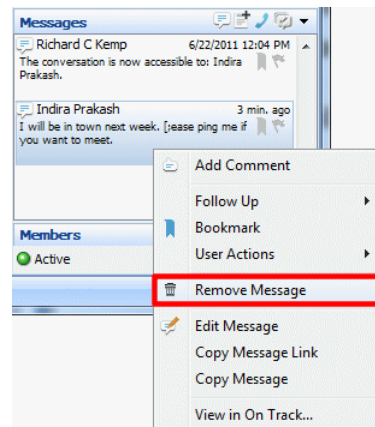 Messages
Richard C Kemp 6/22/2011 12:04 PM
The conversation is now accessible to: Indira
Prakash.
Indira Prakash 3 min. ago
I will be in town next week. [;ease ping me if
you want to meet.
Add Comment
Follow Up
Members
Bookmark
Active
User Actions
Remove Message
Edit Message
Copy Message Link
Copy Message
View in On Track...